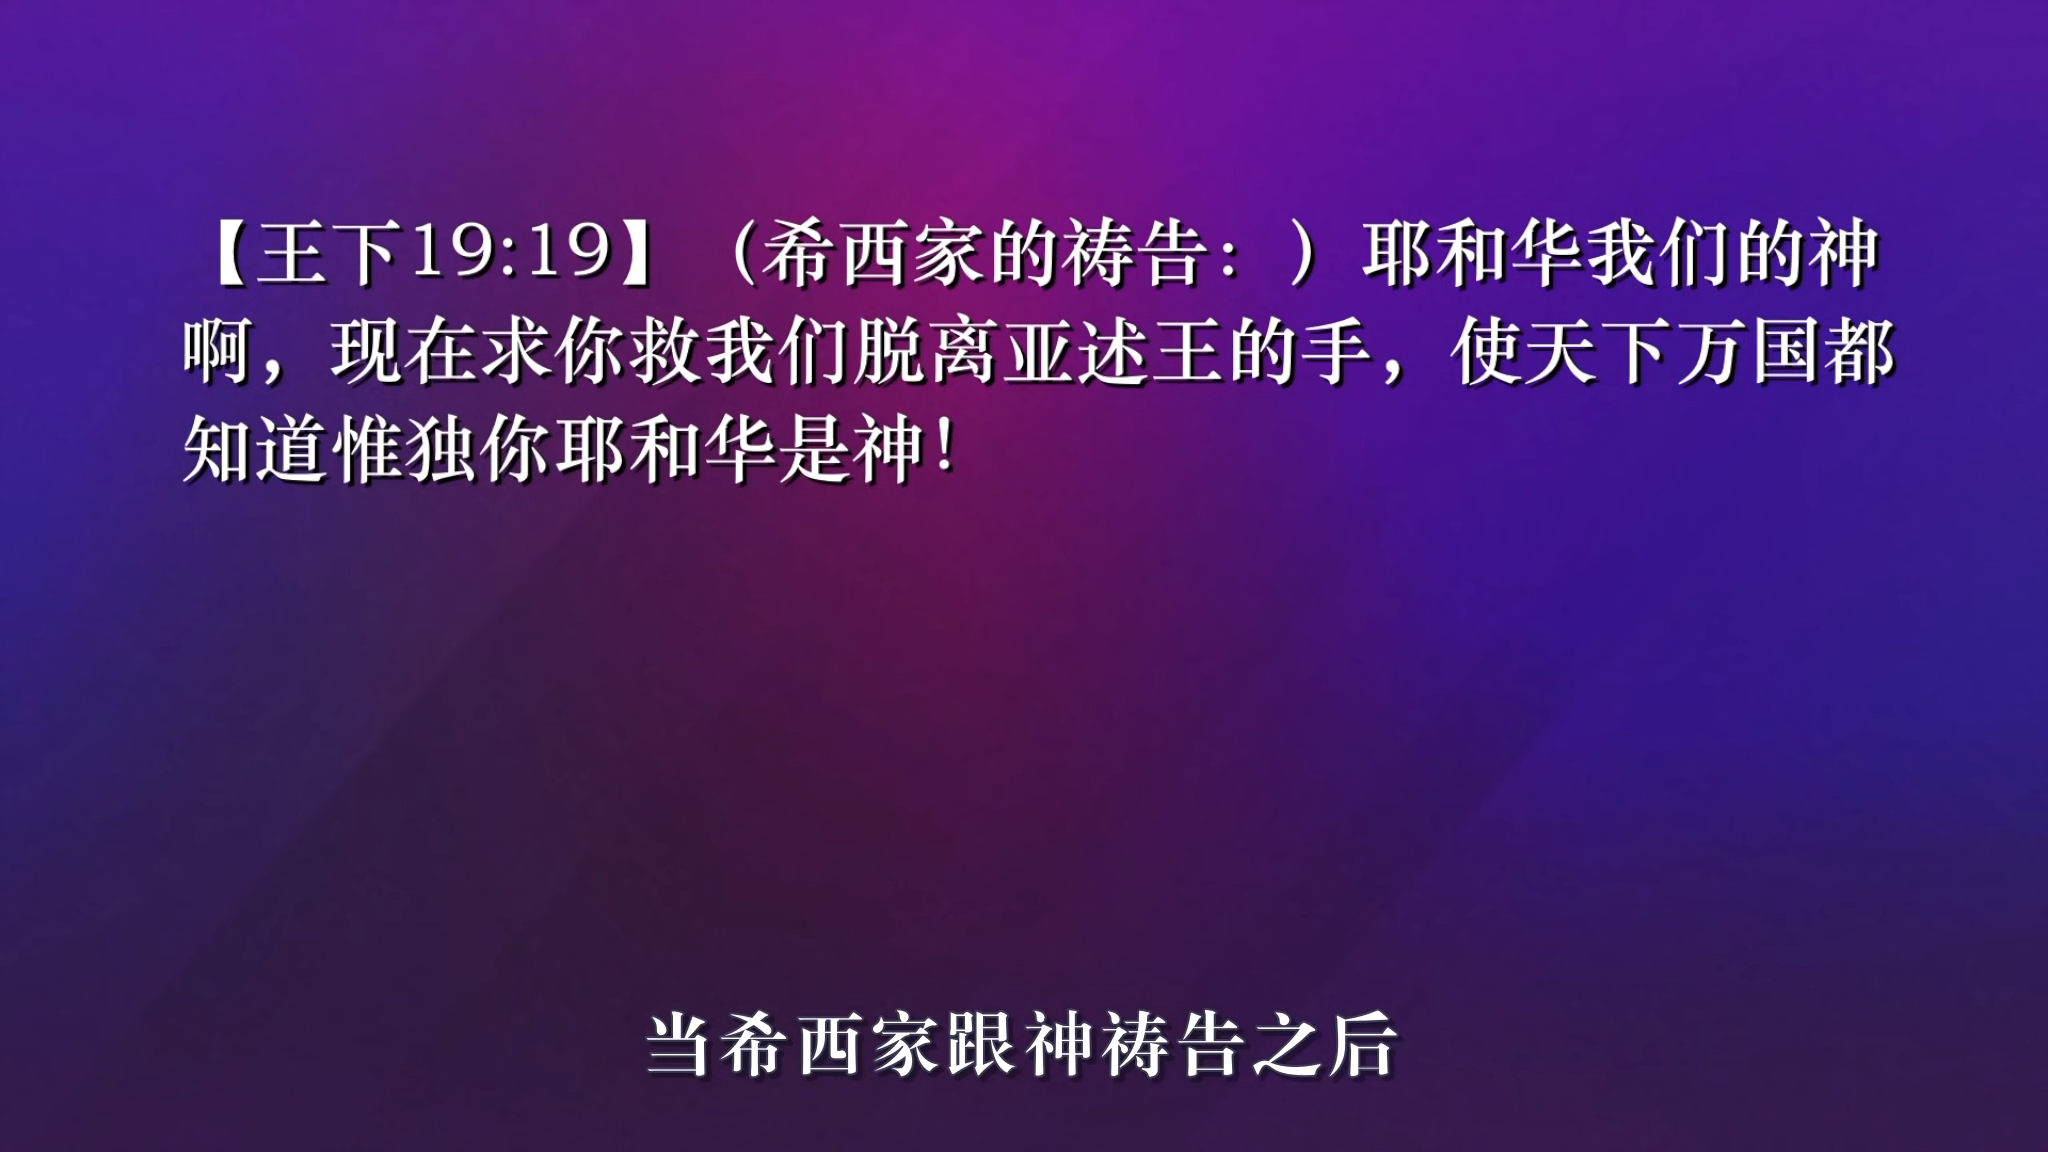 【王下19:19】（希西家的祷告：）耶和华我们的神
啊，现在求你救我们脱离亚述王的手，使天下万国都
知道惟独你耶和华是神！
当希西家跟神祷告之后